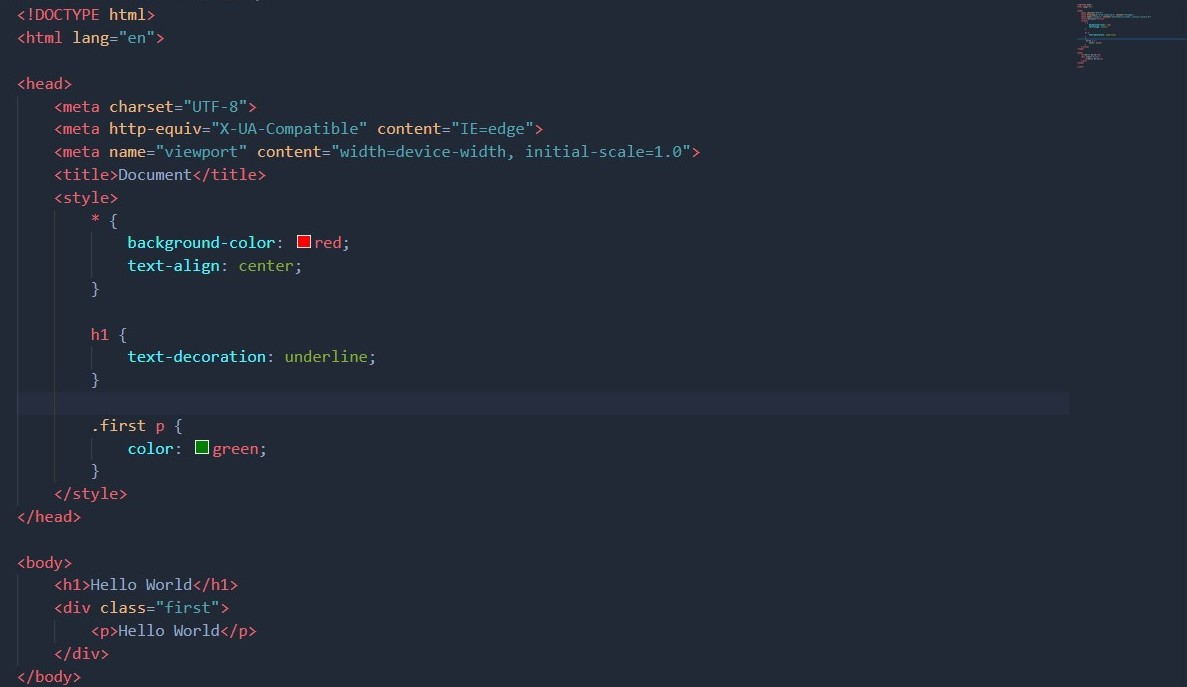 <!DOCTYPE html>
<html lang="en">
<head>
<meta charset="UTF-8">
<meta http-equiv="X-UA-Compatible" content="IE=edge">
<meta name="viewport" content="width=device-width, initial-scale=1.0">
<title>Document</title>
<style>
* {
background-color: red;
text-align: center;
}
h1 {
text-decoration: underline;
}
.first p {
color: green;
}
</style>
</head>
<body>
<h1>Hello World</h1>
<div class="first">
<p>Hello World</p>
</div>
</body>